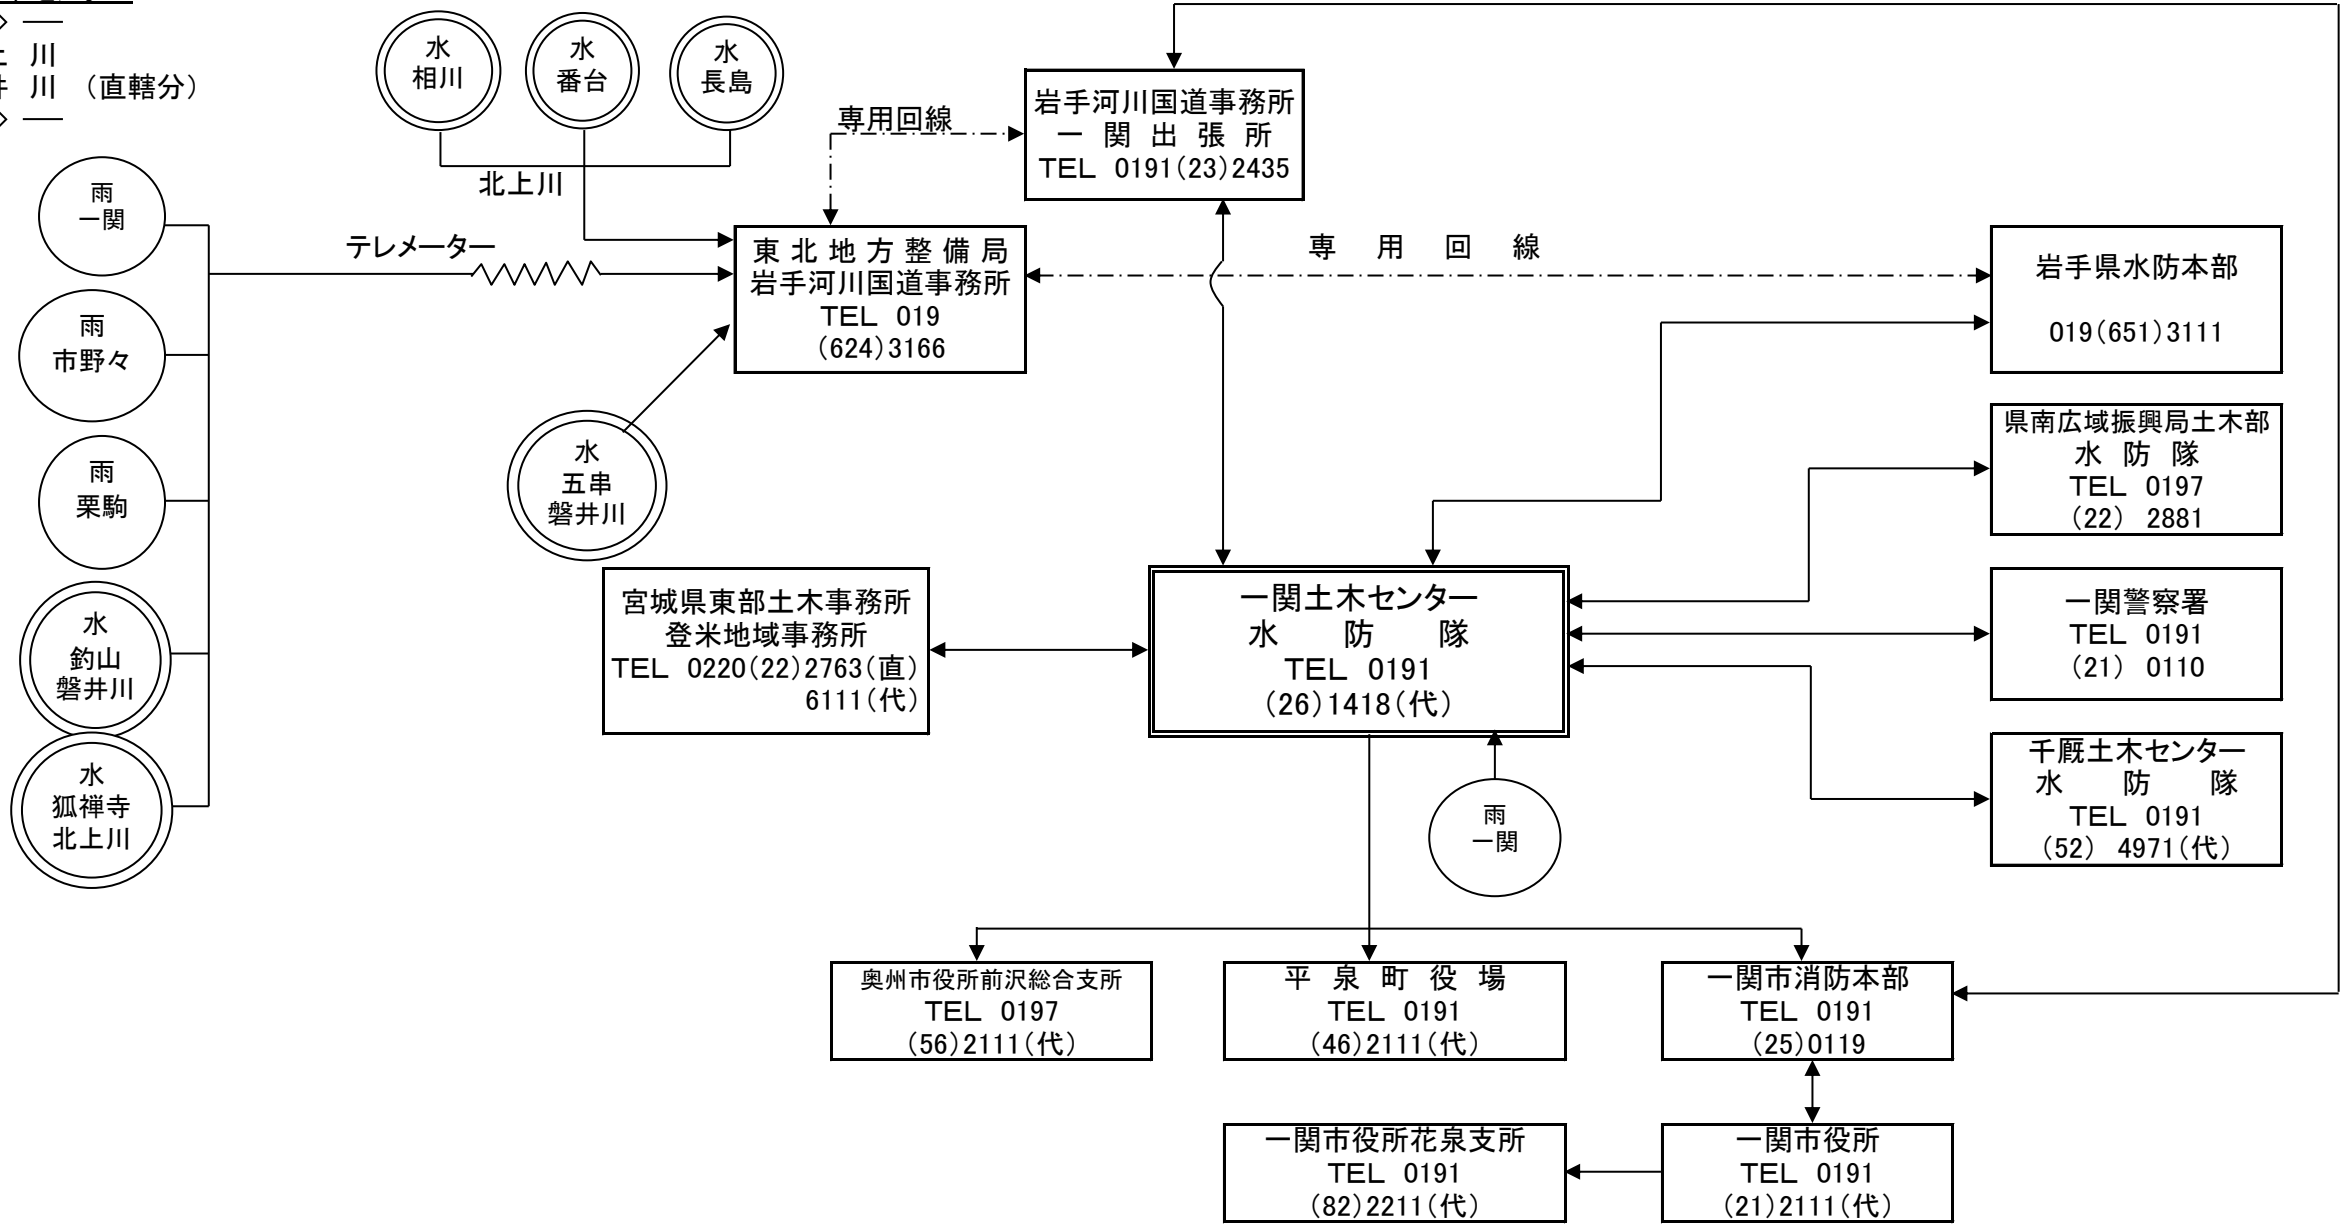 川
川 (直轄分)
水
相川
水
番台
水
長島
北上川
専用回線
岩手河川国道事務所
一 関 出 張 所
TEL 0191(23)2435
雨
一関
雨
市野々
雨
栗駒
水
釣山
磐井川
水
狐禅寺
北上川
テレメーター
東 北 地 方 整 備 局
岩手河川国道事務所
TEL 019
(624)3166
専 用 回 線
岩手県水防本部
019(651)3111
水
五串
磐井川
県南広域振興局土木部
水 防 隊
TEL 0197
(22) 2881
宮城県東部土木事務所
登米地域事務所
TEL 0220(22)2763(直)
6111(代)
一関土木センター
水 防 隊
TEL 0191
(26)1418(代)
一関警察署
TEL 0191
(21) 0110
千厩土木センター
水 防 隊
TEL 0191
(52) 4971(代)
雨
一関
奥州市役所前沢総合支所
TEL 0197
(56)2111(代)
平 泉 町 役 場
TEL 0191
(46)2111(代)
一関市消防本部
TEL 0191
(25)0119
一関市役所花泉支所
TEL 0191
(82)2211(代)
一関市役所
TEL 0191
(21)2111(代)